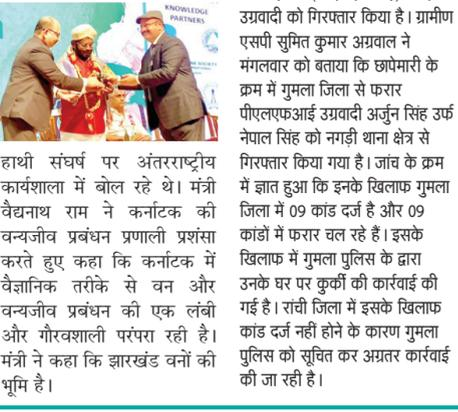 KNOWLEDGE
PARTNERS
हाथी संघर्ष पर अंतरराष्ट्रीय
कार्यशाला में बोल रहे थे। मंत्री
वैद्यनाथ राम ने कर्नाटक की
वन्यजीव प्रबंधन प्रणाली प्रशंसा
करते हुए कहा कि कर्नाटक में
वैज्ञानिक तरीके से वन और
वन्यजीव प्रबंधन की एक लंबी
और गौरवशाली परंपरा रही है।
मंत्री ने कहा कि झारखंड वनों की
भूमि है।
उग्रवादी को गिरफ्तार किया है। ग्रामीण
एसपी सुमित कुमार अग्रवाल ने
मंगलवार को बताया कि छापेमारी के
क्रम में गुमला जिला से फरार
पीएलएफआई उग्रवादी अर्जुन सिंह उर्फ
नेपाल सिंह को नगड़ी थाना क्षेत्र से
गिरफ्तार किया गया है। जांच के क्रम
में ज्ञात हुआ कि इनके खिलाफ गुमला
जिला में 09 कांड दर्ज है और 09
कांडों में फरार चल रहे हैं। इसके
खिलाफ में गुमला पुलिस के द्वारा
उनके घर पर कुर्की की कार्रवाई की
गई है। रांची जिला में इसके खिलाफ
कांड दर्ज नहीं होने के कारण गुमला
पुलिस को सूचित कर अग्रतर कार्रवाई
की जा रही है।